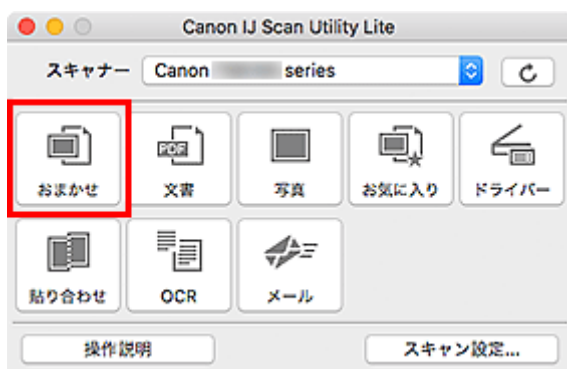 Canon IJ Scan Utility Lite
スキャナー Canon series
PDF
おまかせ 文書 写真 お気に入り ドライバー
貼り合わせ OCR メール
操作説明 スキャン設定...